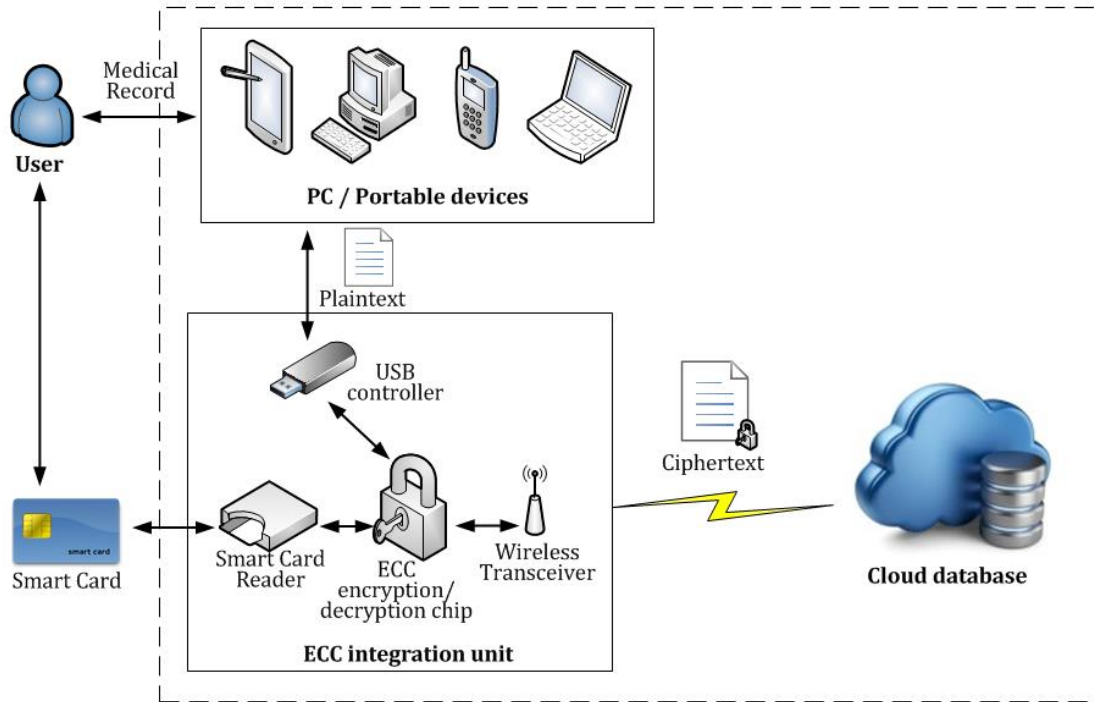 Medical
Record
User
PC / Portable devices
Plaintext
USB
controller
Ciphertext
smart card
Smart Card
Smart Card
Reader
ECC
encryption/
decryption chip
Wireless
Transceiver
ECC integration unit
Cloud database